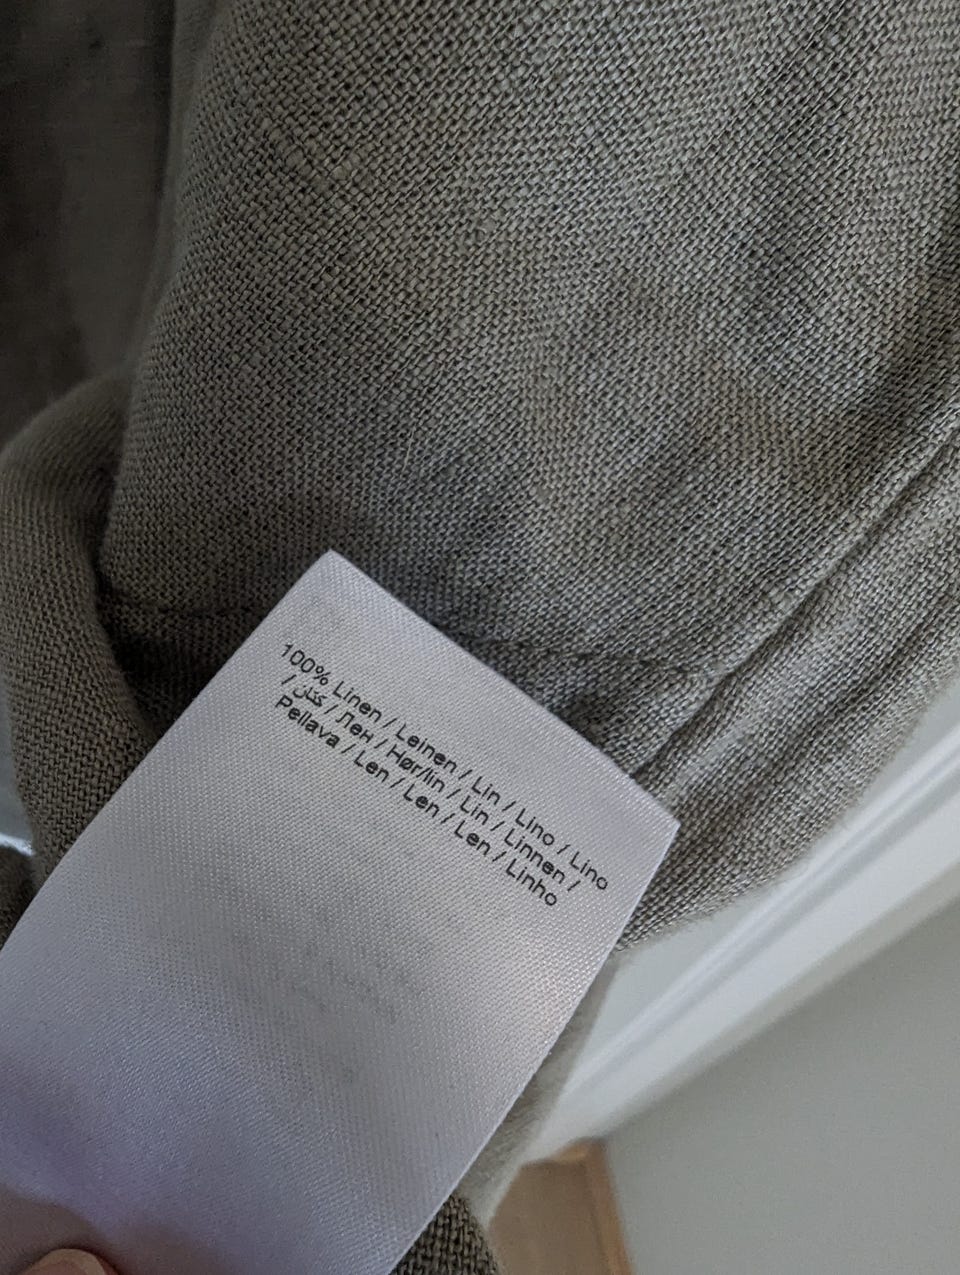 100% Linen / Leinen / Lin / Lino / Lino
/ كتان / Лен / Hør/lin / Lin / Linnen /
Pellava / Len / Len / Len / Linho